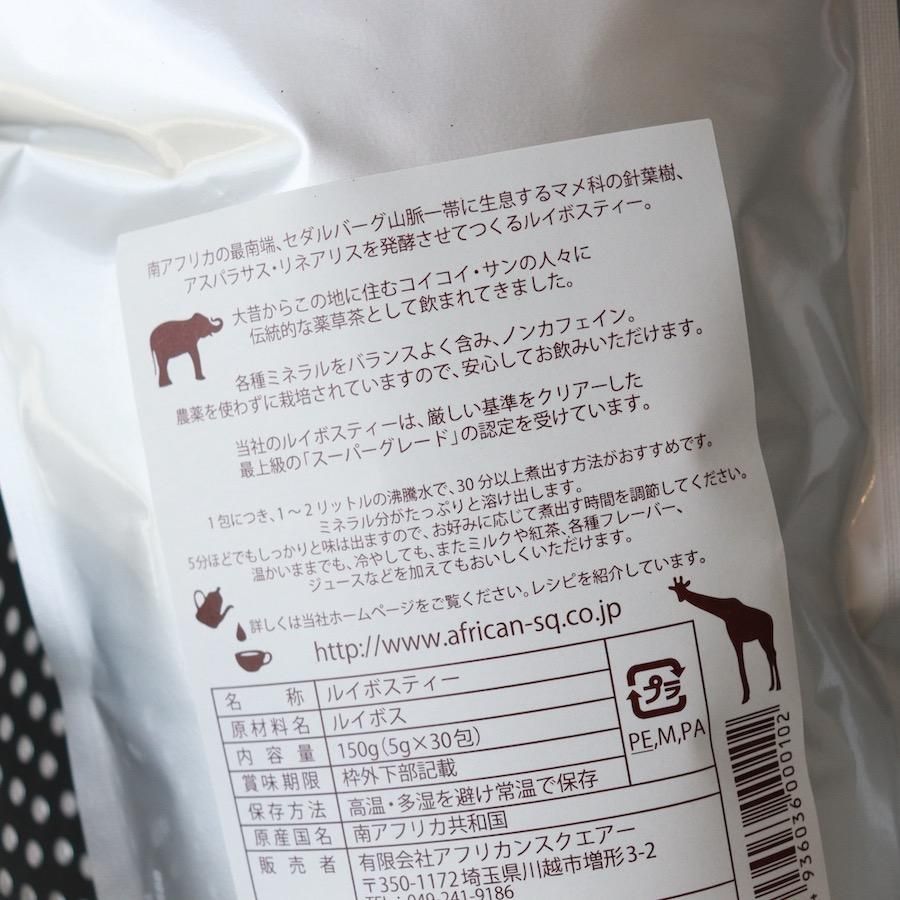 南アフリカの最南端、セダルバーグ山脈一帯に生息するマメ科の針葉樹、
アスパラサス・リネアリスを発酵させてつくるルイボスティー。
大昔からこの地に住むコイコイ・サンの人々に
伝統的な薬草茶として飲まれてきました。
各種ミネラルをバランスよく含み、ノンカフェイン。
農薬を使わずに栽培されていますので、安心してお飲みいただけます。
当社のルイボスティーは、厳しい基準をクリアーした
最上級の「スーパーグレード」の認定を受けています。
1包につき、1〜2リットルの沸騰水で、30分以上煮出す方法がおすすめです。
ミネラル分がたっぷりと溶け出します。
5分ほどでもしっかりと味は出ますので、お好みに応じて煮出す時間を調節してください。
温かいままでも、冷やしても、またミルクや紅茶、各種フレーバー、
ジュースなどを加えてもおいしくいただけます。
詳しくは当社ホームページをご覧ください。レシピを紹介しています。
http://www.african-sq.co.jp
名称 ルイボスティー
原材料名 ルイボス
内容量 150g(5g×30包)
賞味期限 枠外下部記載
保存方法 高温・多湿を避け常温で保存
原産国名 南アフリカ共和国
販売者 有限会社アフリカンスクエアー
〒350-1172 埼玉県川越市増形3-2
TEL:049-241-9186
プラ
PE,M,PA
936036000102